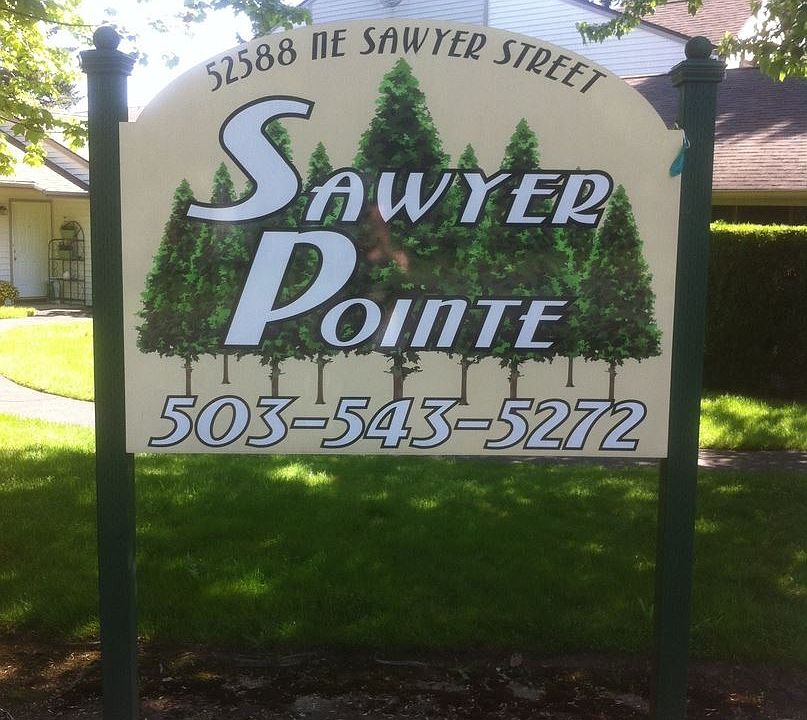 52588 NE SAWYER STREET
SAWYER
POINTE
503-543-5272